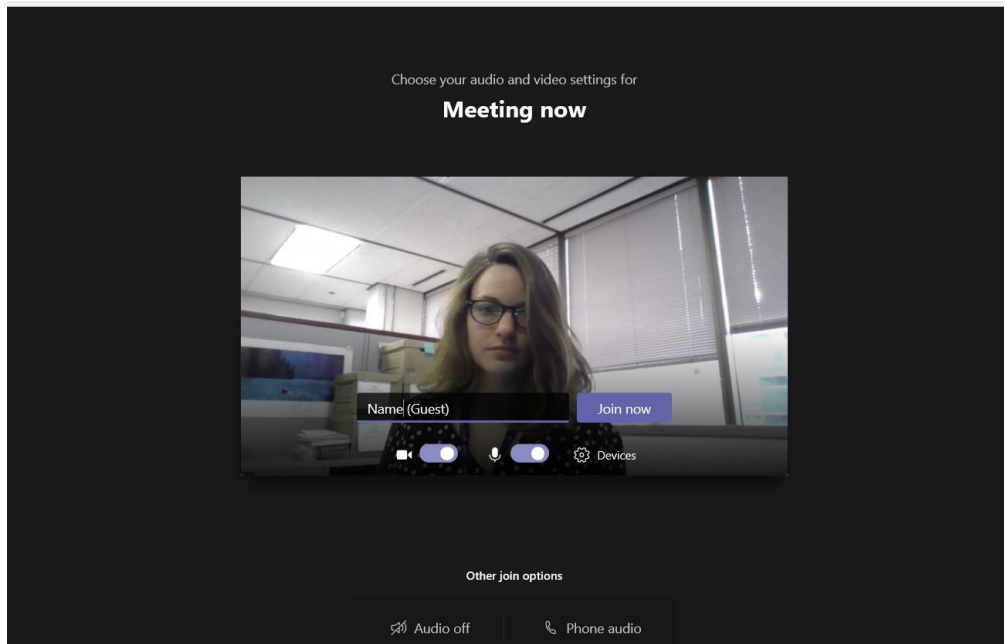 Choose your audio and video settings for
Meeting now
Name (Guest)
Join now
Devices
Other join options
Audio off
Phone audio